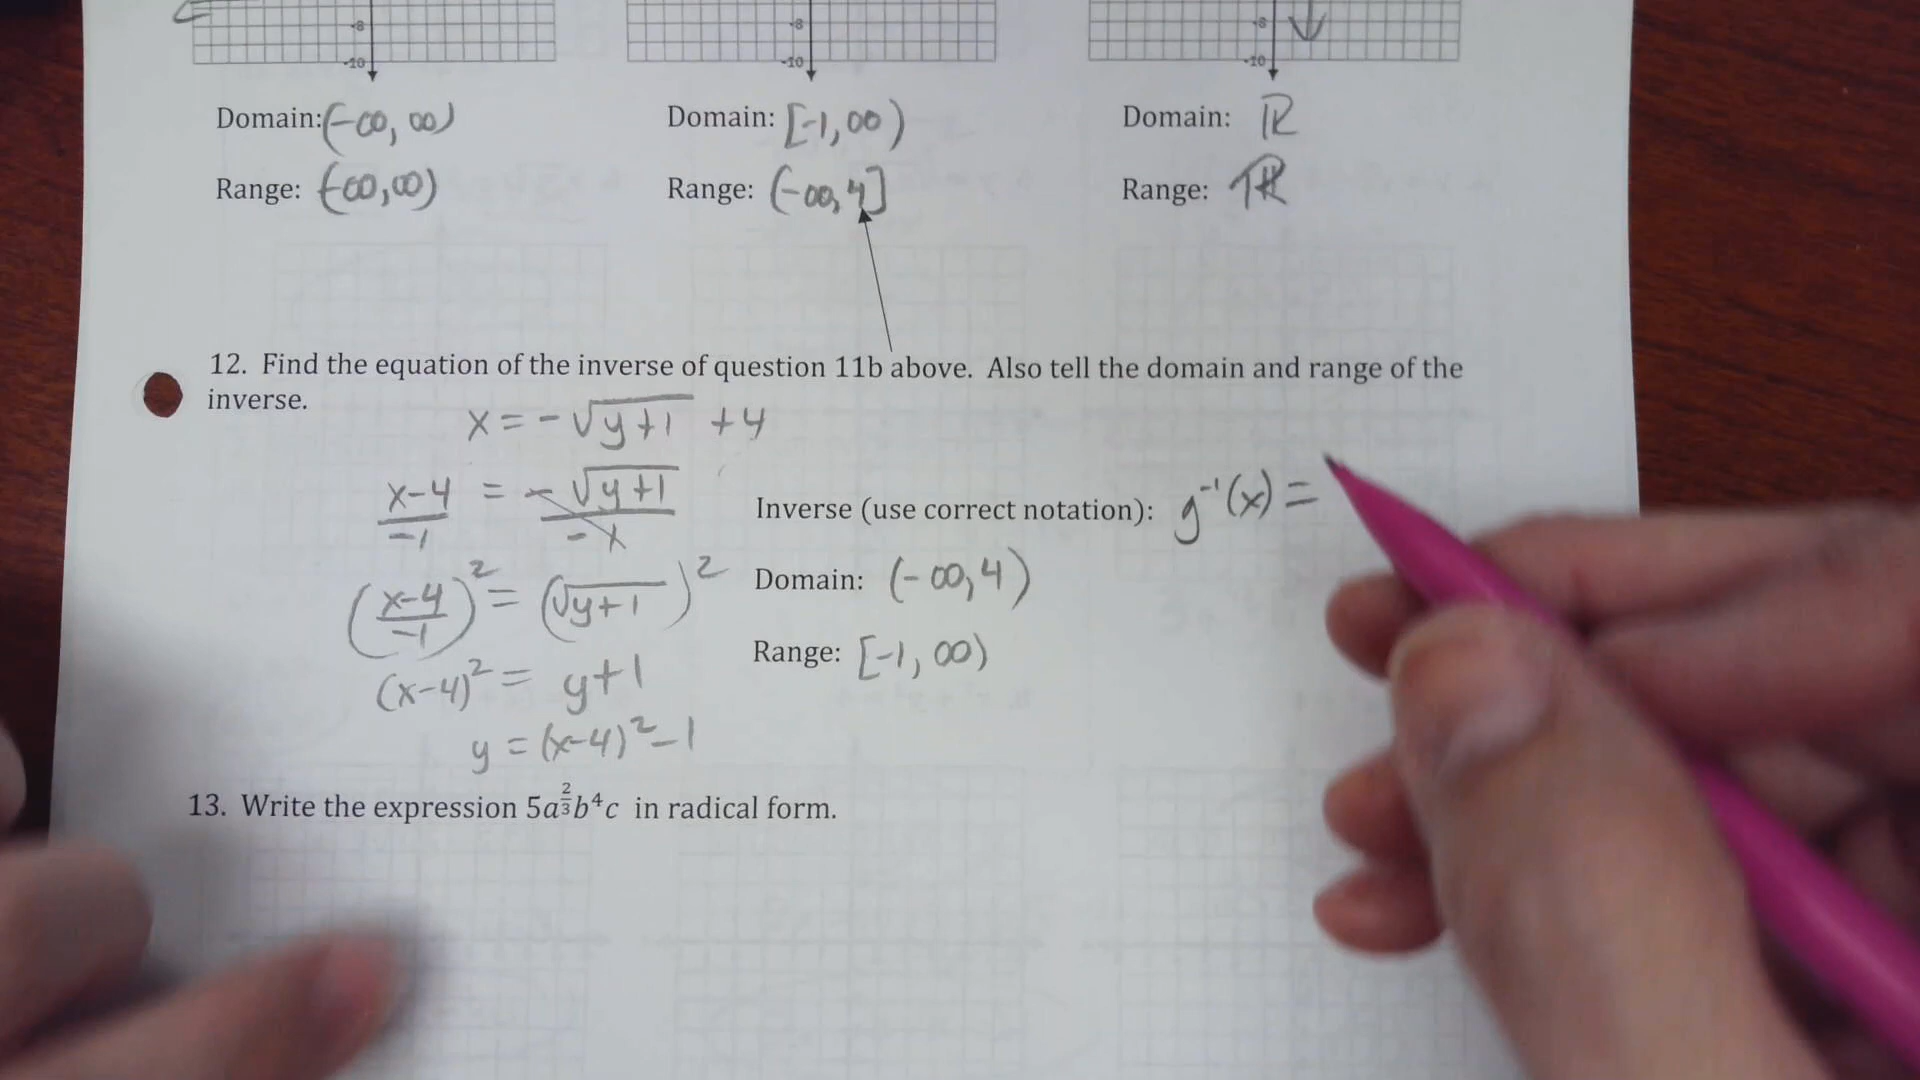 -8 -8 -8
-10 -10 -10
Domain: (-∞, ∞) Domain: [-1, ∞) Domain: ℝ
Range: (-∞, ∞) Range: (-∞, 4] Range: ℝ
12. Find the equation of the inverse of question 11b above. Also tell the domain and range of the
inverse.
x = -√(y+1) + 4
(x-4)/-1 = -√(y+1)/-1
Inverse (use correct notation): g⁻¹(x) =
((x-4)/-1)² = (√(y+1))²
Domain: (-∞, 4)
(x-4)² = y+1
Range: [-1, ∞)
y = (x-4)² - 1
13. Write the expression 5a^(2/3)b⁴c in radical form.